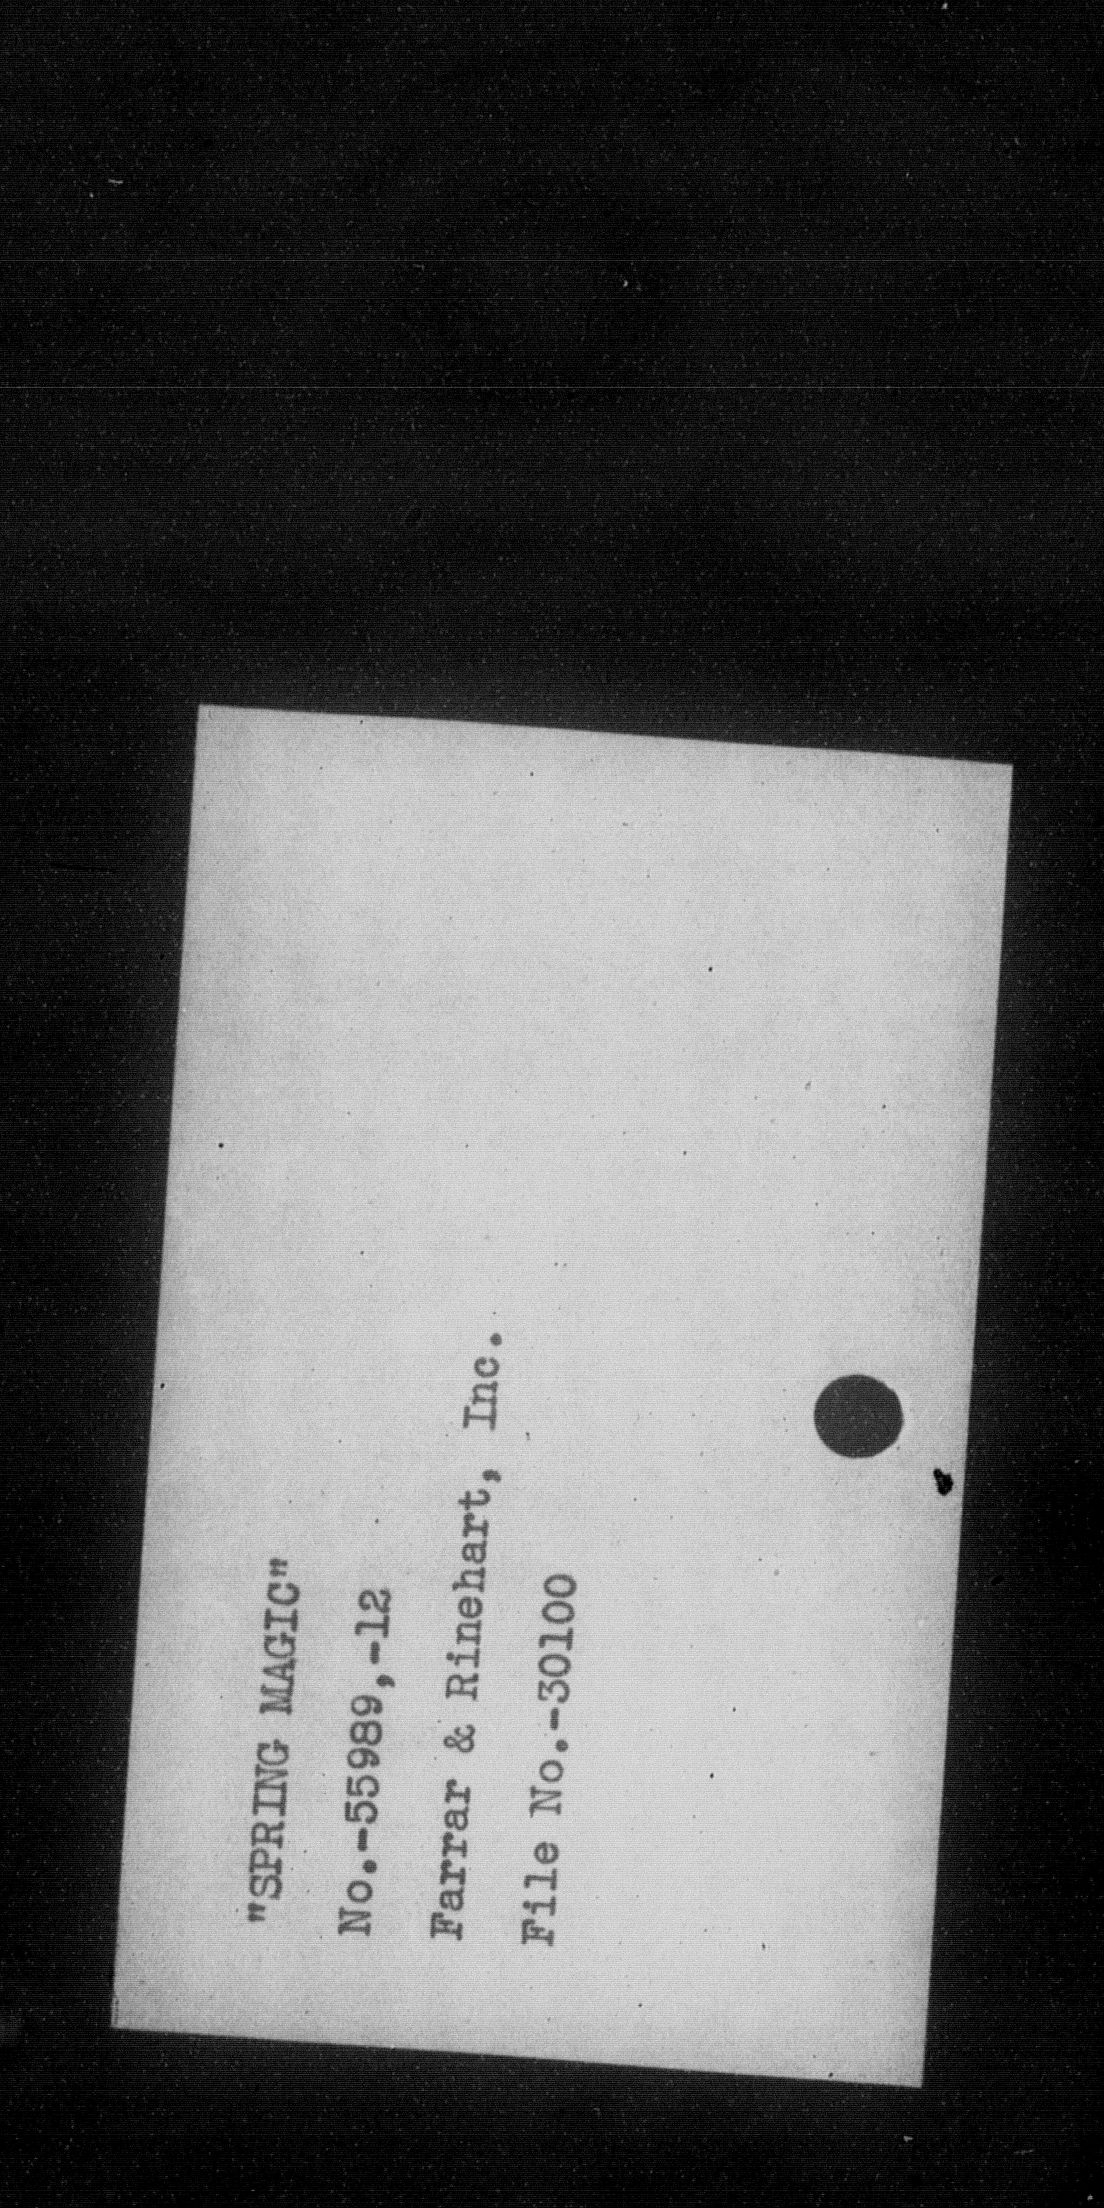 "SPRING MAGIC"
No.-55989,-12
Farrar & Rinehart, Inc.
File No.-30100